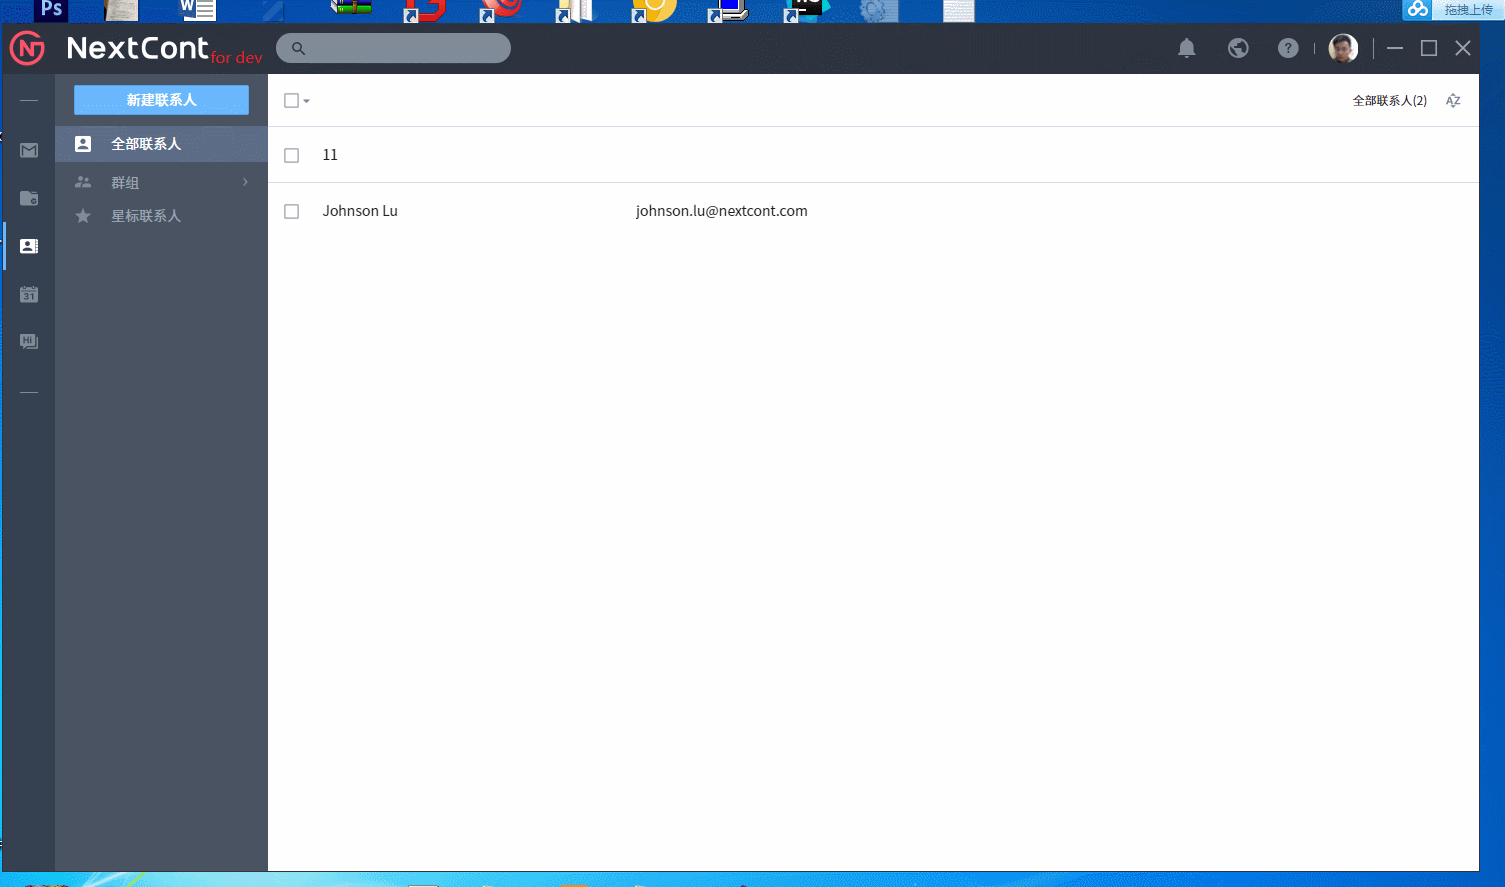 Ps
W
拖拽上传
NextCont for dev
新建联系人
全部联系人(2)
AZ
全部联系人
11
群组
星标联系人
Johnson Lu
johnson.lu@nextcont.com
31
Hi